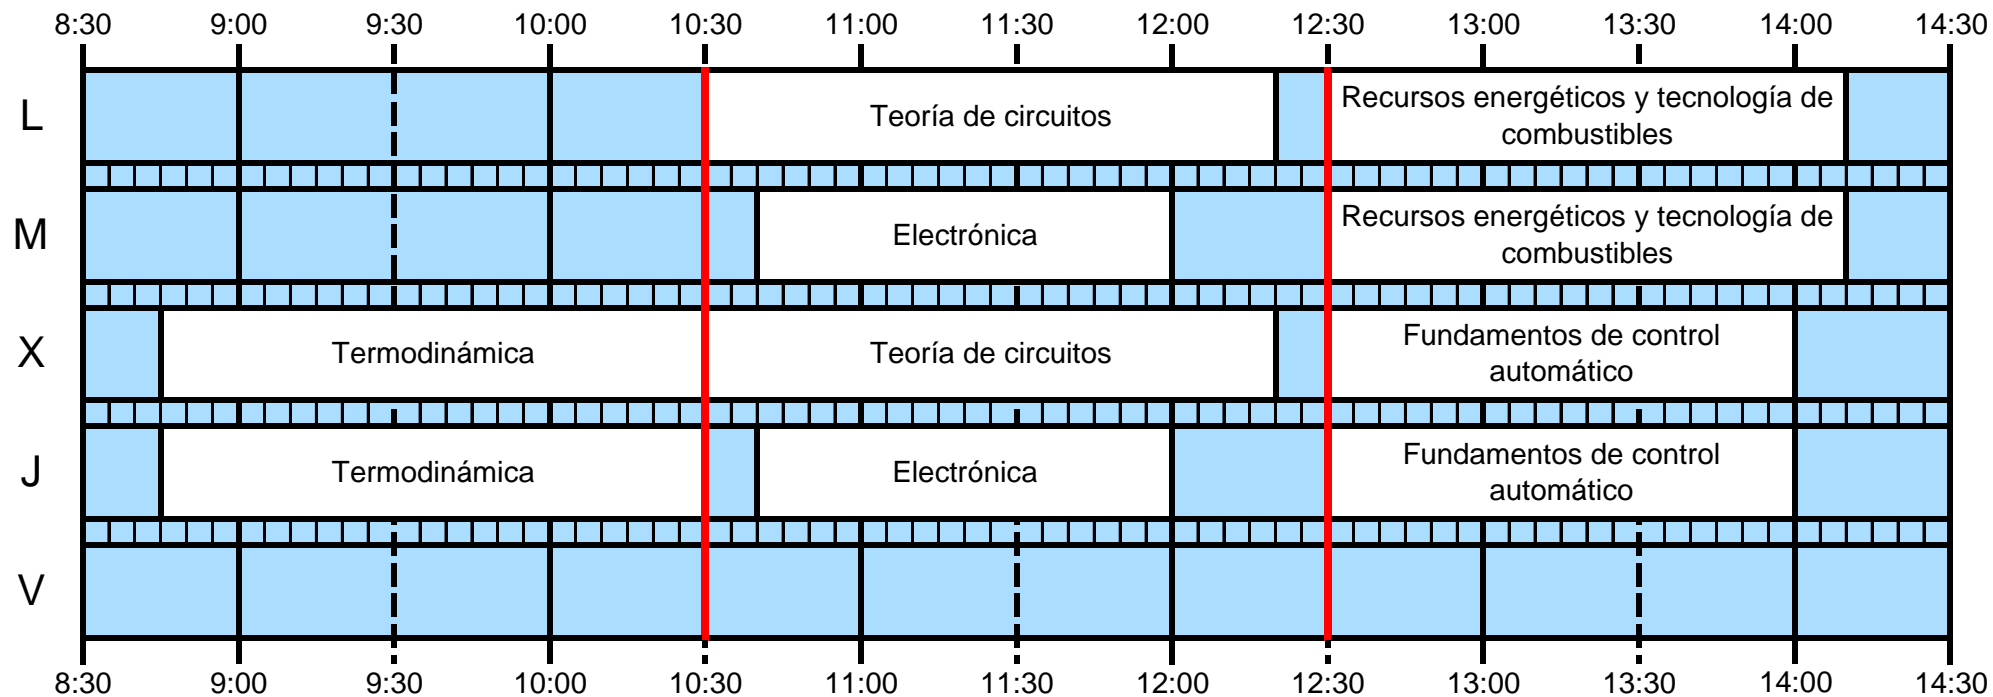 8:30 9:00 9:30 10:00 10:30 11:00 11:30 12:00 12:30 13:00 13:30 14:00 14:30
L
Teoría de circuitos
Recursos energéticos y tecnología de
combustibles
M
Electrónica
Recursos energéticos y tecnología de
combustibles
X
Termodinámica
Teoría de circuitos
Fundamentos de control
automático
J
Termodinámica
Electrónica
Fundamentos de control
automático
V
8:30 9:00 9:30 10:00 10:30 11:00 11:30 12:00 12:30 13:00 13:30 14:00 14:30